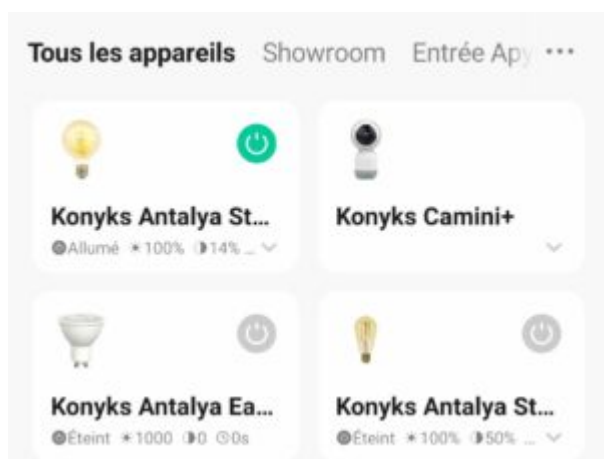 Tous les appareils Showroom Entrée Apy ...
Konyks Antalya St...
Allumé 100% 14% ...
Konyks Camini+
Konyks Antalya Ea...
Éteint 1000 0 0s
Konyks Antalya St...
Éteint 100% 50% ...